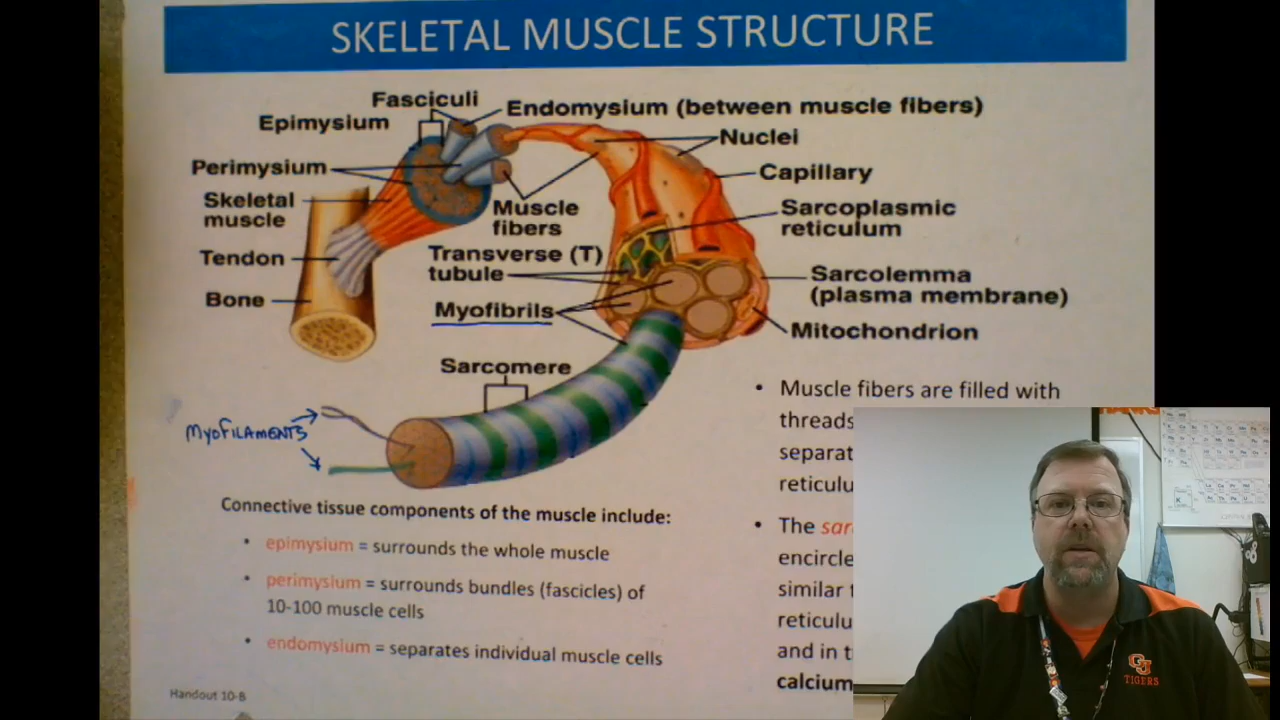 SKELETAL MUSCLE STRUCTURE
Fasciculi
Endomysium (between muscle fibers)
Epimysium
Nuclei
Perimysium
Capillary
Skeletal
muscle
Muscle
fibers
Sarcoplasmic
reticulum
Tendon
Transverse (T)
tubule
Sarcolemma
(plasma membrane)
Bone
Myofibrils
Mitochondrion
Sarcomere
MYOFILAMENTS
Connective tissue components of the muscle include:
• epimysium = surrounds the whole muscle
• perimysium = surrounds bundles (fascicles) of
10-100 muscle cells
• endomysium = separates individual muscle cells
Handout 10-B
• Muscle fibers are filled with
threads
separat
reticulu
• The sar
encircle
similar
reticulu
and in
calcium
GJ
TIGERS